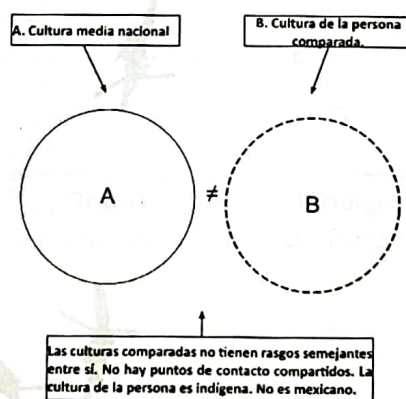 A. Cultura media nacional
B. Cultura de la persona
comparada.
A
≠
B
Las culturas comparadas no tienen rasgos semejantes
entre sí. No hay puntos de contacto compartidos. La
cultura de la persona es indígena. No es mexicano.